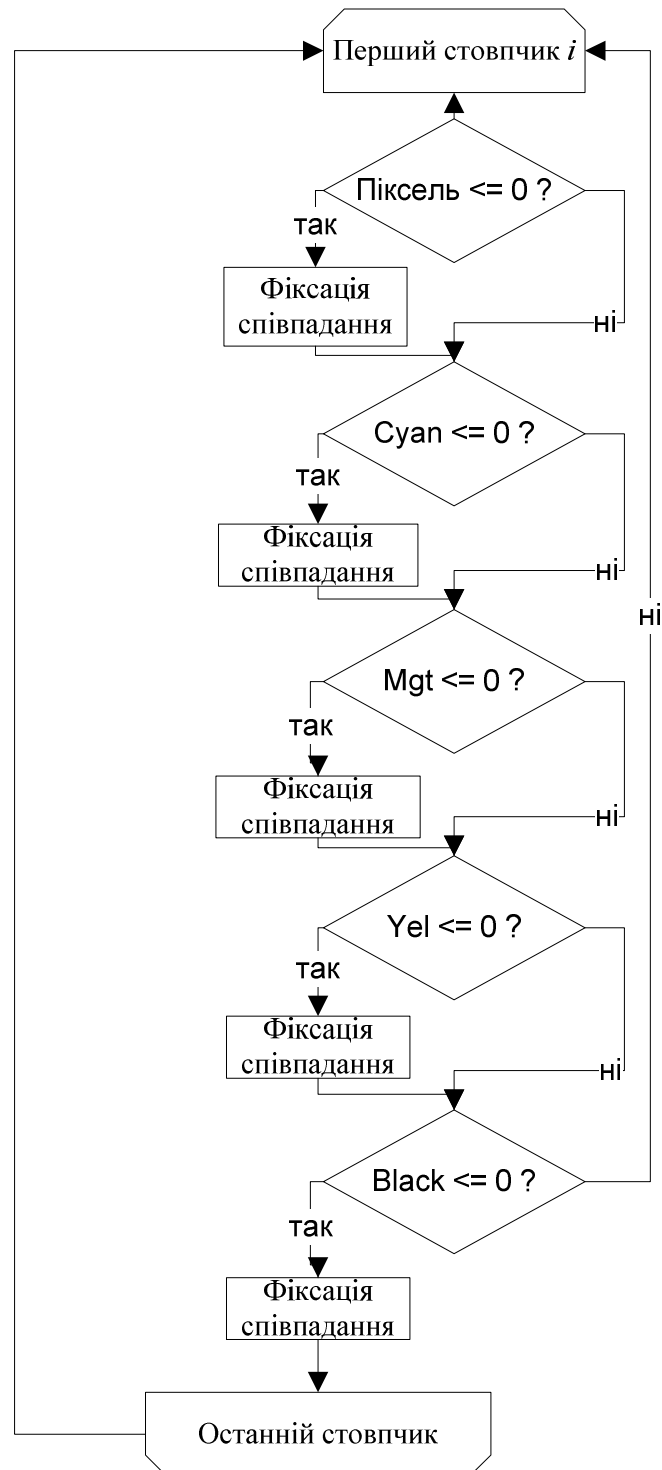 Перший стовпчик i
Піксель <= 0 ?
так
Фіксація
співпадання
ні
Cyan <= 0 ?
так
Фіксація
співпадання
ні
ні
Mgt <= 0 ?
так
Фіксація
співпадання
ні
Yel <= 0 ?
так
Фіксація
співпадання
ні
Black <= 0 ?
так
Фіксація
співпадання
Останній стовпчик